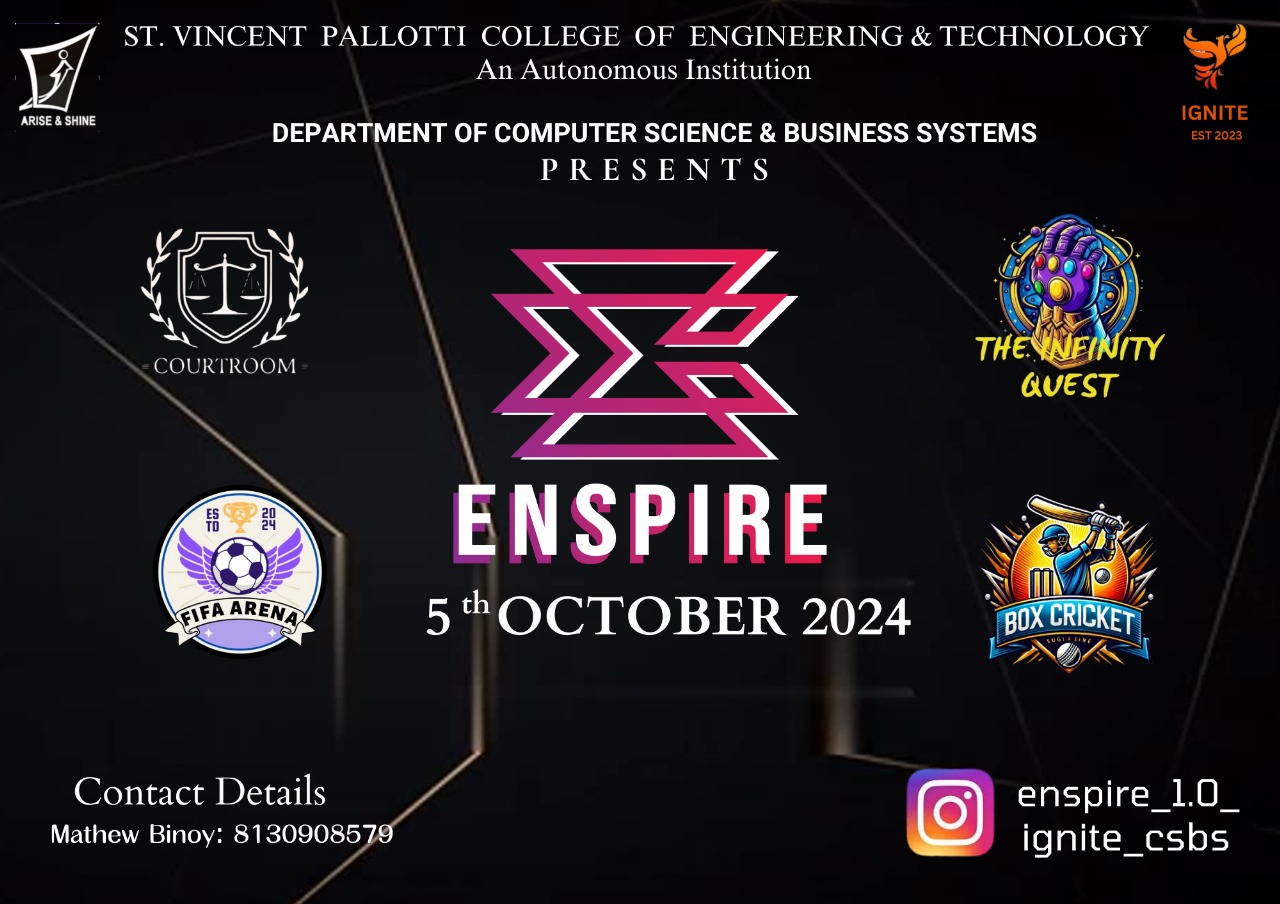 ST. VINCENT PALLOTTI COLLEGE OF ENGINEERING & TECHNOLOGY
An Autonomous Institution
ARISE & SHINE
IGNITE
EST 2023
DEPARTMENT OF COMPUTER SCIENCE & BUSINESS SYSTEMS
PRESENTS
COURTROOM
THE INFINITY
QUEST
ENSPIRE
5th OCTOBER 2024
ES
TD
20
24
FIFA ARENA
BOX CRICKET
Contact Details
Mathew Binoy: 8130908579
enspire_1.0_
ignite_csbs